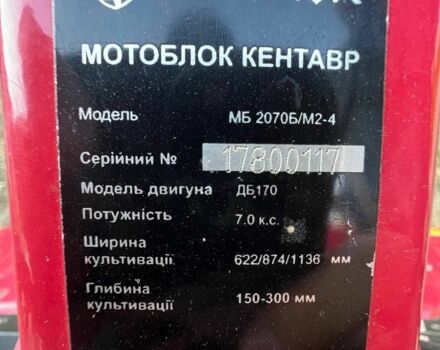 МОТОБЛОК КЕНТАВР
Модель МБ 2070Б/М2-4
Серійний № 17800117
Модель двигуна ДБ170
Потужність 7.0 к.с.
Ширина
культивації 622/874/1136 мм
Глибина
культивації 150-300 мм